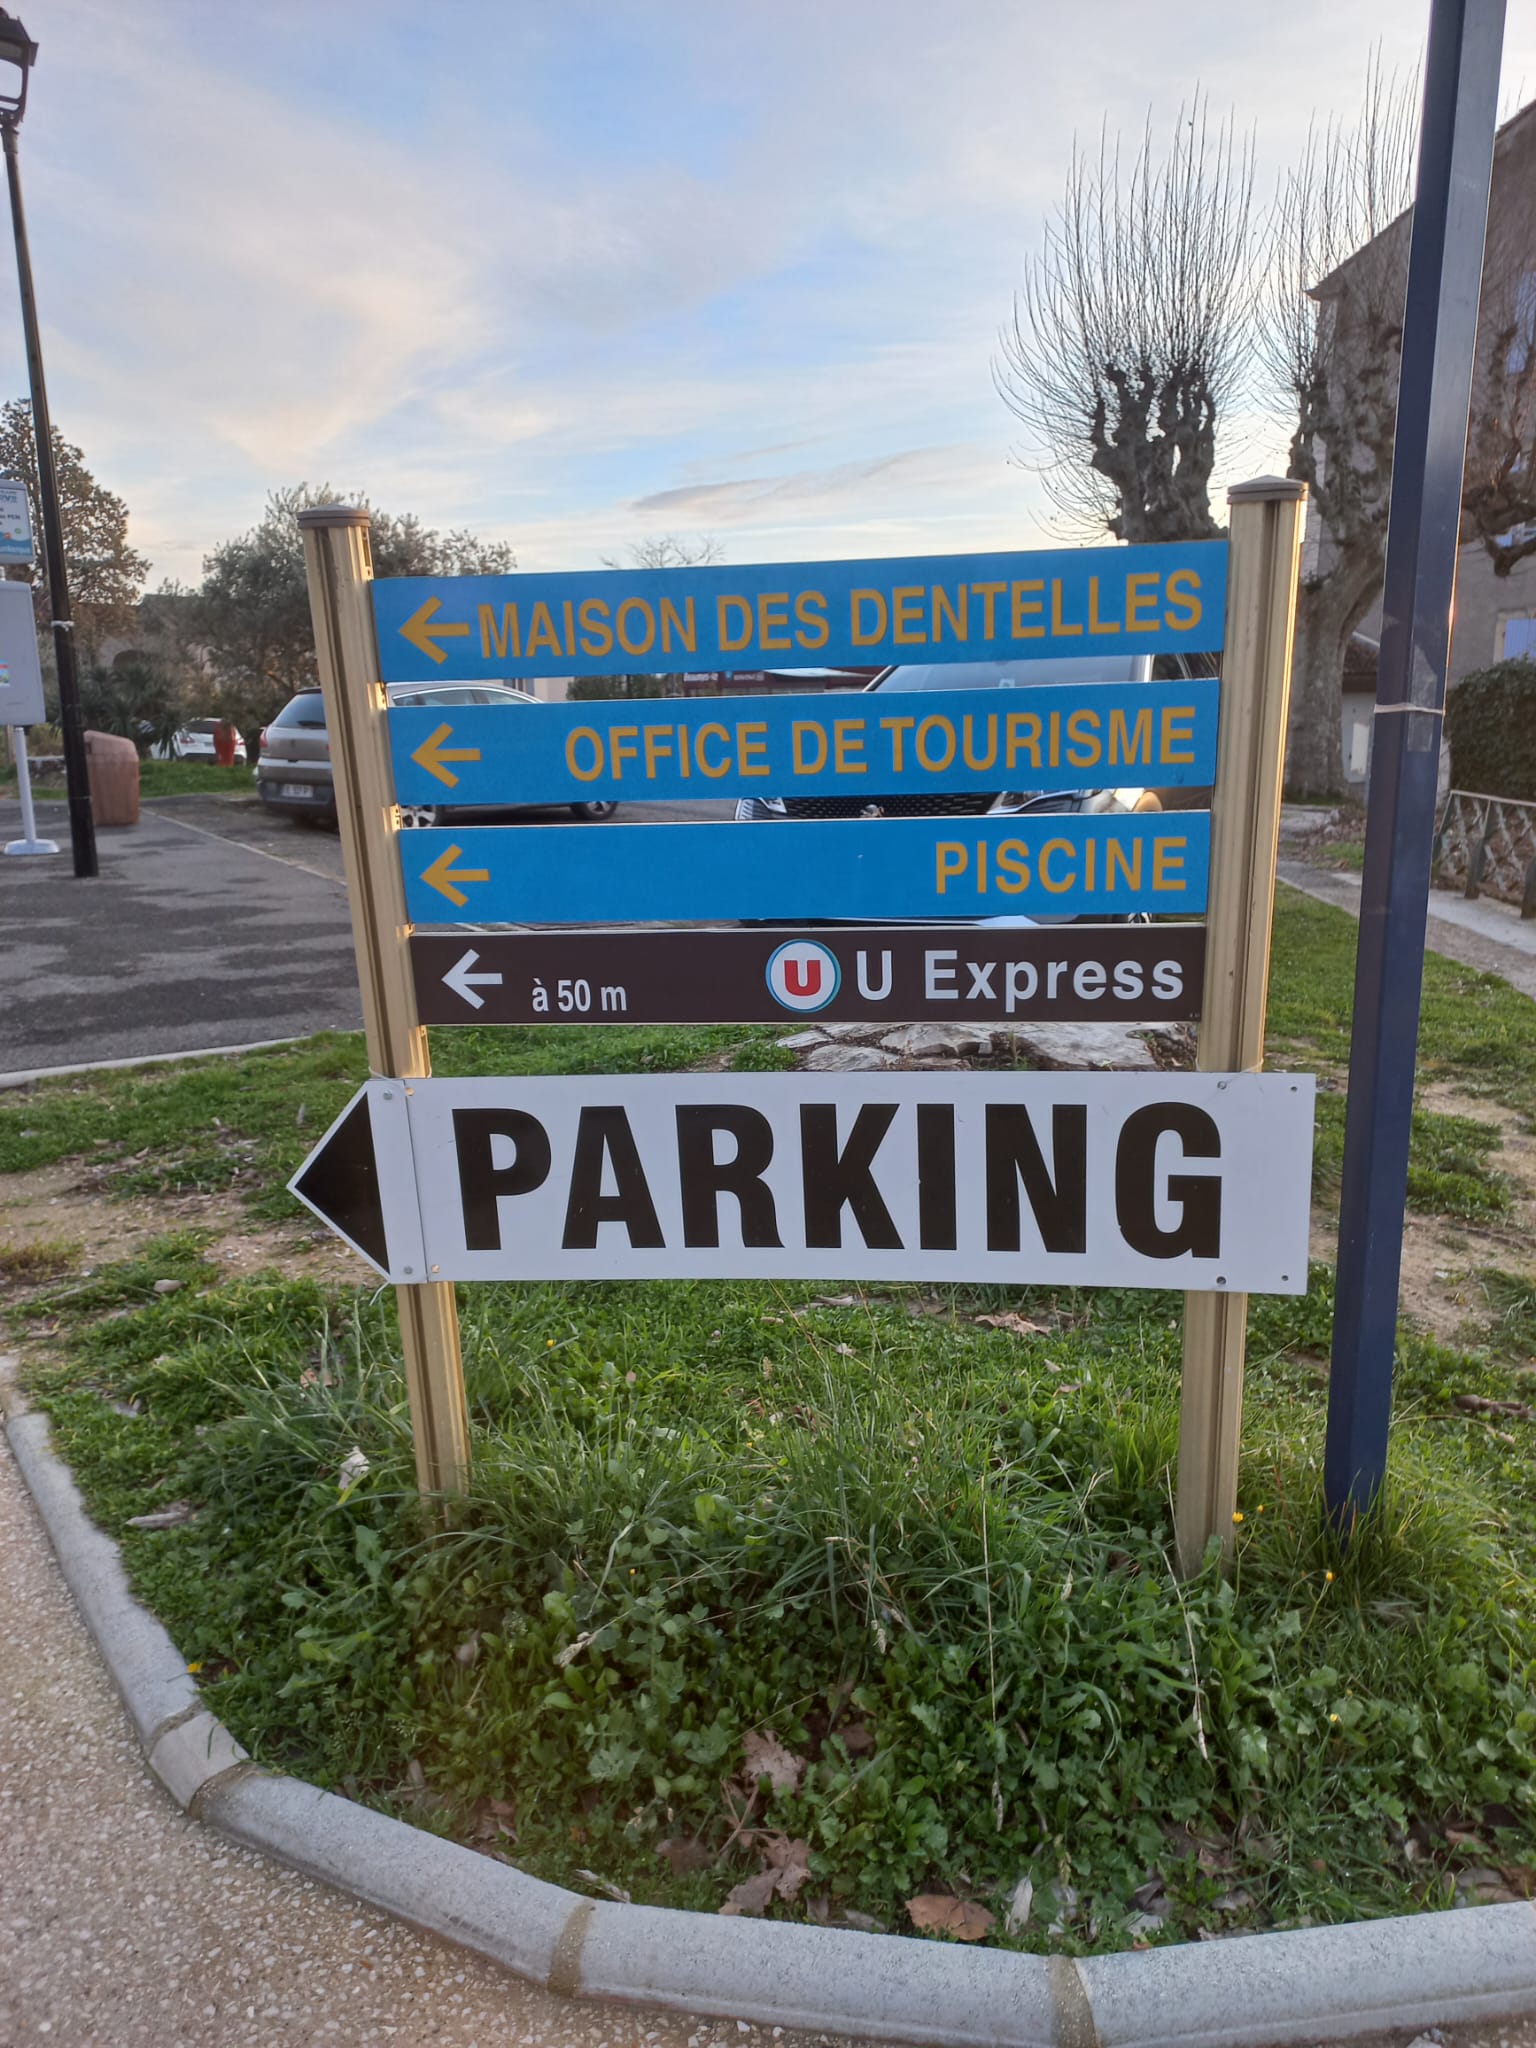 MAISON DES DENTELLES
OFFICE DE TOURISME
PISCINE
à 50 m U U Express
PARKING